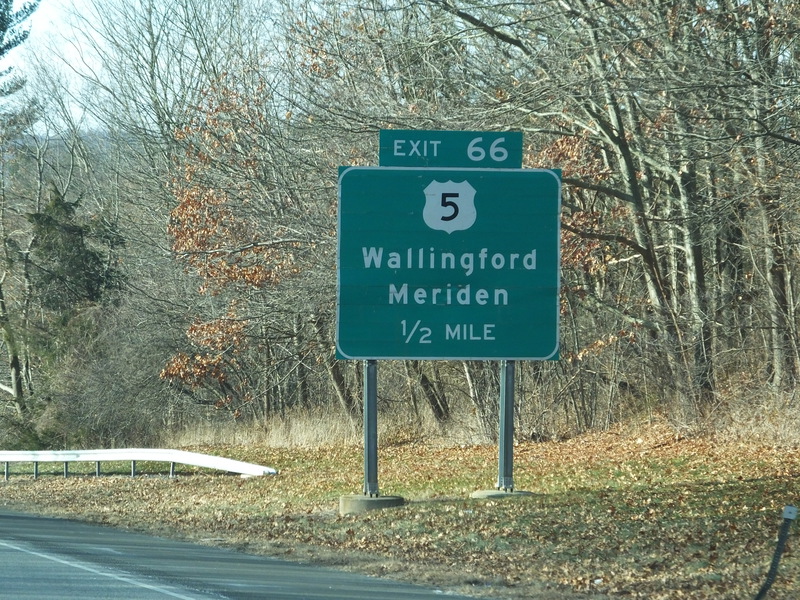 EXIT 66
5
Wallingford
Meriden
1/2 MILE